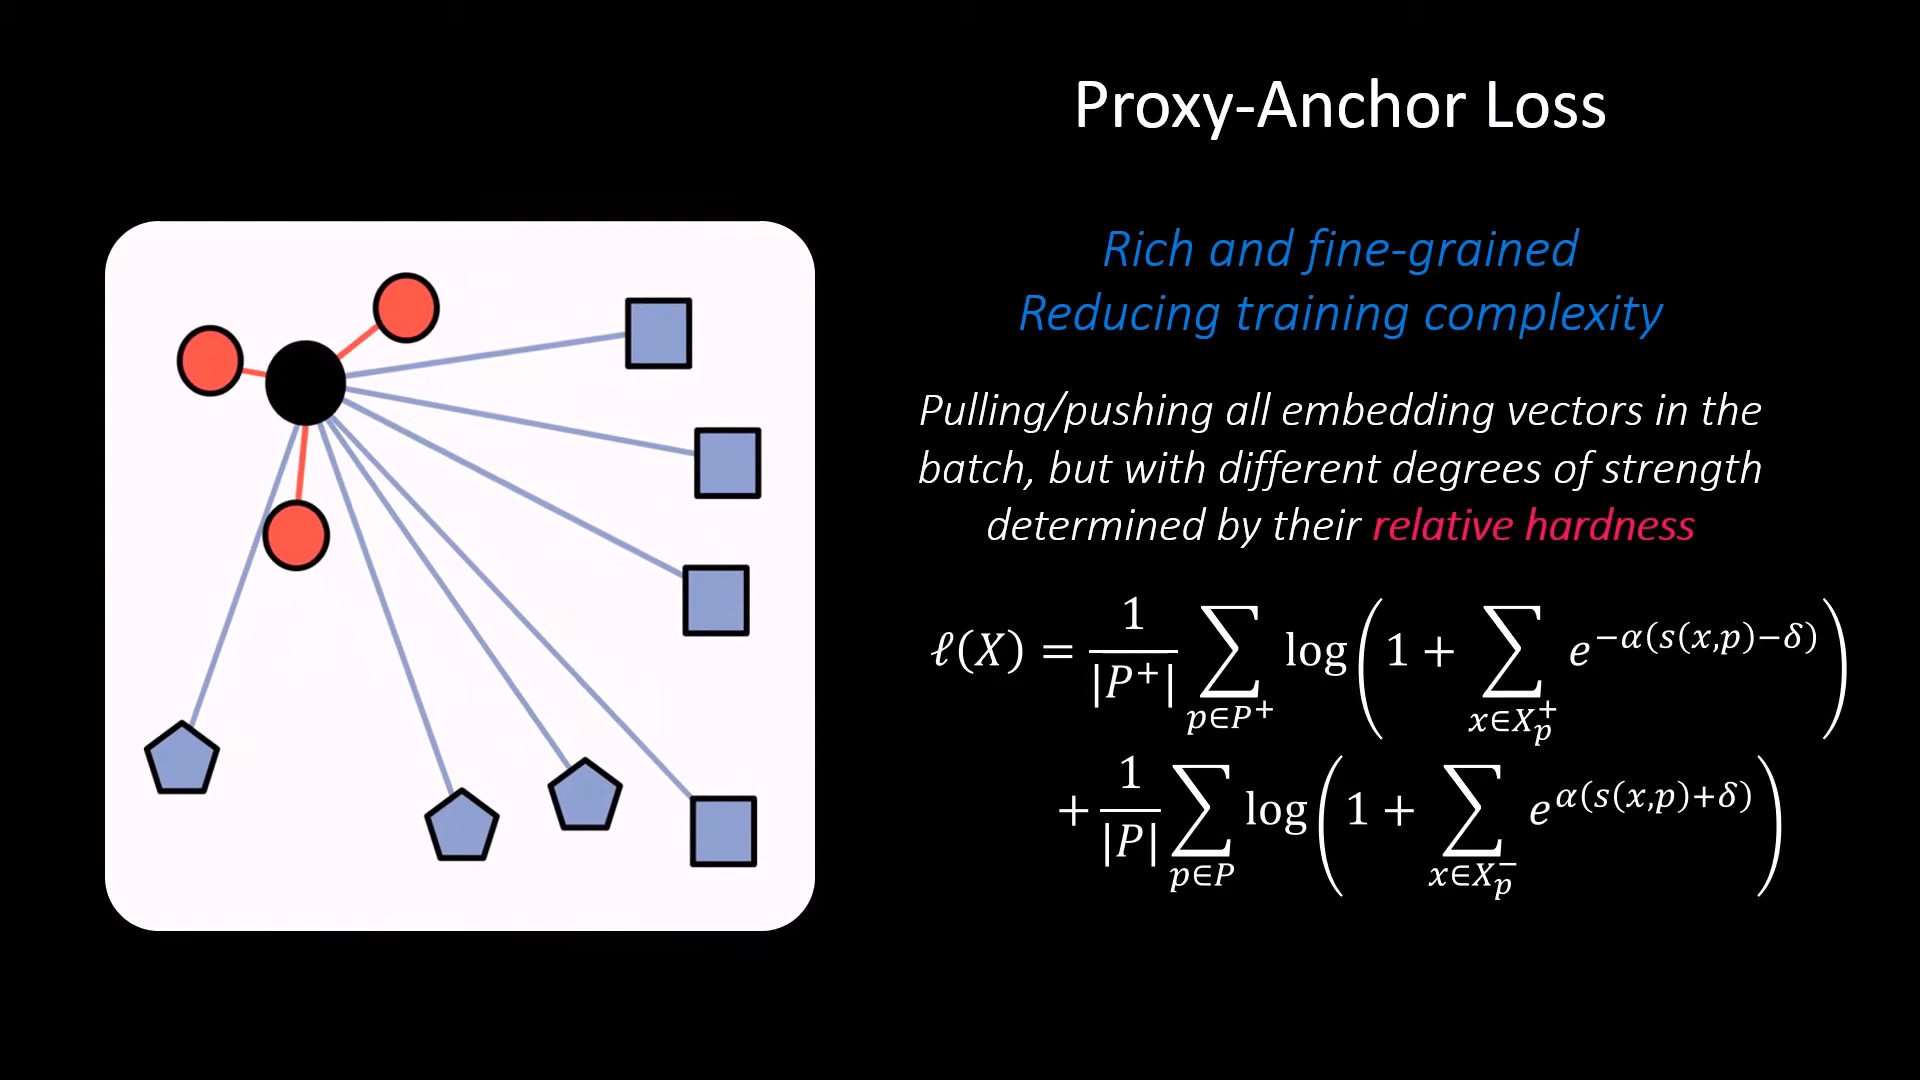 Proxy-Anchor Loss
Rich and fine-grained
Reducing training complexity
Pulling/pushing all embedding vectors in the
batch, but with different degrees of strength
determined by their relative hardness
ℓ(X) = 1/|P⁺| ∑_{p∈P⁺} log(1 + ∑_{x∈X_p⁺} e^{−α(s(x,p)−δ)})
+ 1/|P| ∑_{p∈P} log(1 + ∑_{x∈X_p⁻} e^{α(s(x,p)+δ)})